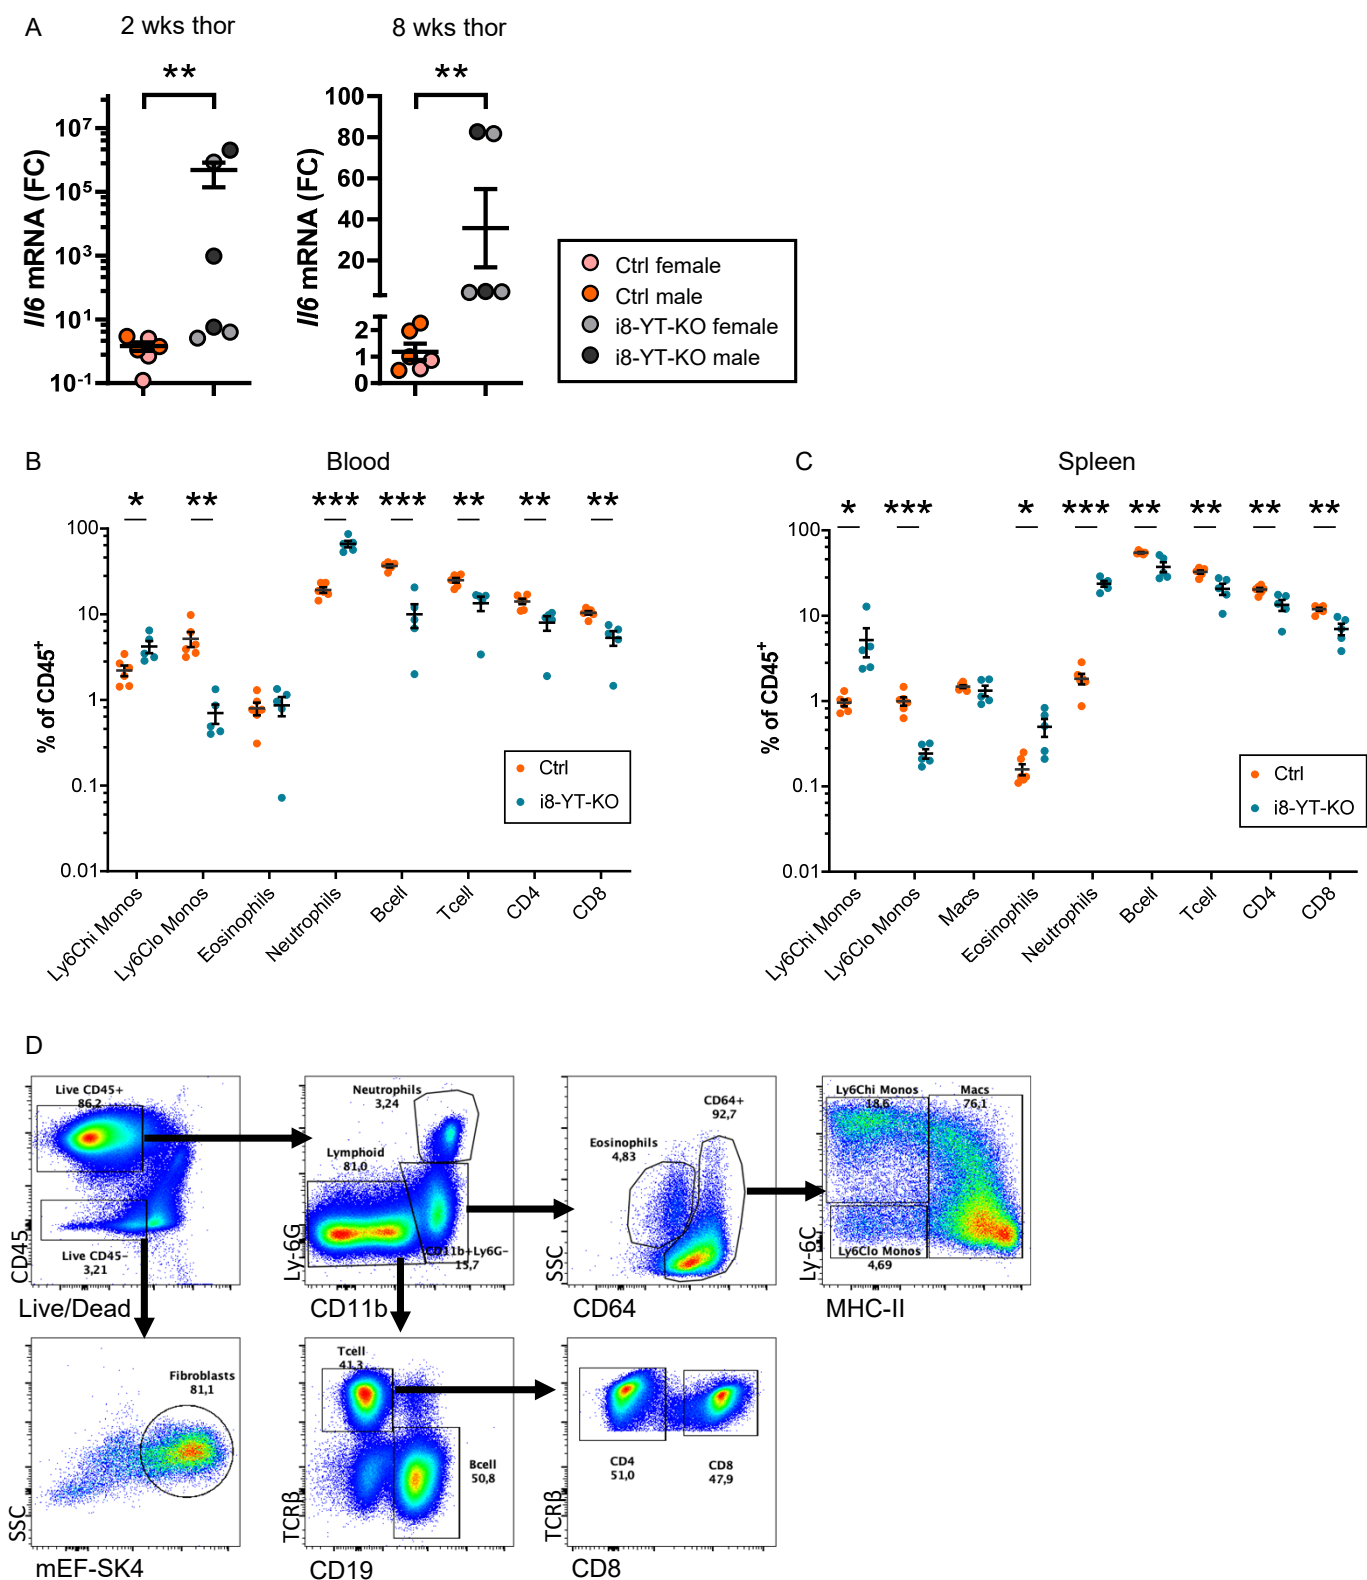 A
2 wks thor
8 wks thor
**
**
Il6 mRNA (FC)
10⁷
10⁵
10³
10¹
10⁻¹
Il6 mRNA (FC)
100
80
60
40
20
2
1
0
Ctrl female
Ctrl male
i8-YT-KO female
i8-YT-KO male
B
Blood
* ** *** *** ** ** **
% of CD45⁺
100
10
1
0.1
0.01
Ctrl
i8-YT-KO
Ly6Chi Monos
Ly6Clo Monos
Eosinophils
Neutrophils
Bcell
Tcell
CD4
CD8
C
Spleen
* *** * *** ** ** ** **
% of CD45⁺
100
10
1
0.1
0.01
Ctrl
i8-YT-KO
Ly6Chi Monos
Ly6Clo Monos
Macs
Eosinophils
Neutrophils
Bcell
Tcell
CD4
CD8
D
Live CD45+
86,2
Live CD45-
3,21
CD45
Live/Dead
Neutrophils
3,24
Lymphoid
81,0
CD11b+Ly6G-
15,7
Ly-6G
CD11b
CD64+
92,7
Eosinophils
4,83
SSC
CD64
Ly6Chi Monos
18,6
Macs
76,1
Ly6Clo Monos
4,69
Ly-6C
MHC-II
Fibroblasts
81,1
SSC
mEF-SK4
Tcell
41,3
Bcell
50,8
TCRβ
CD19
CD4
51,0
CD8
47,9
TCRβ
CD8